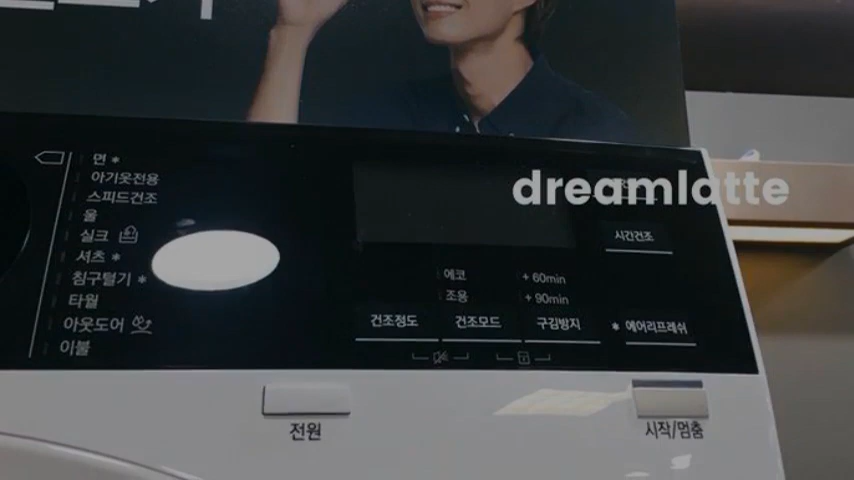 면 *
아기옷전용
스피드건조
울
실크
셔츠 *
침구털기 *
타월
아웃도어
이불
dreamlatte
시간건조
에코
조용
+ 60min
+ 90min
건조정도
건조모드
구김방지
* 에어리프레쉬
전원
시작/멈춤